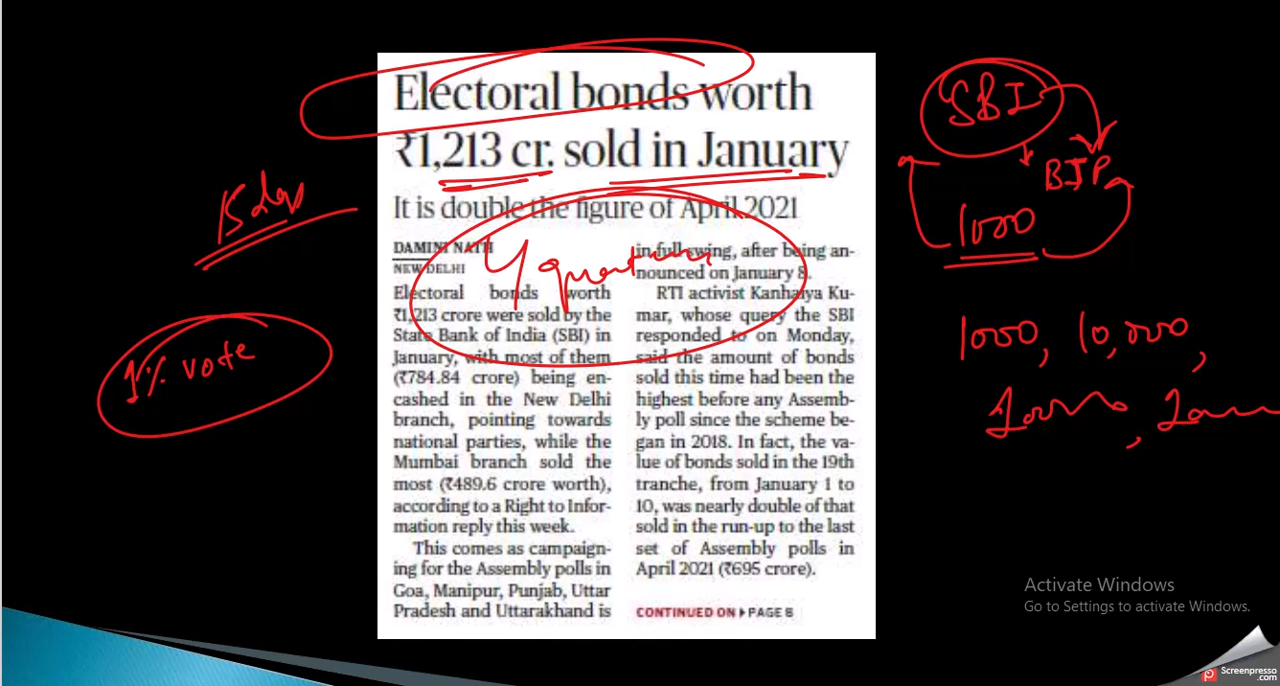 Electoral bonds worth
₹1,213 cr. sold in January
It is double the figure of April 2021
DAMINI NATH
NEW DELHI
Electoral bonds worth
₹1,213 crore were sold by the
State Bank of India (SBI) in
January, with most of them
(₹784.84 crore) being en-
cashed in the New Delhi
branch, pointing towards
national parties, while the
Mumbai branch sold the
most (₹489.6 crore worth),
according to a Right to Infor-
mation reply this week.
This comes as campaign-
ing for the Assembly polls in
Goa, Manipur, Punjab, Uttar
Pradesh and Uttarakhand is
in full swing, after being an-
nounced on January 8.
RTI activist Kanhaiya Ku-
mar, whose query the SBI
responded to on Monday,
said the amount of bonds
sold this time had been the
highest before any Assemb-
ly poll since the scheme be-
gan in 2018. In fact, the va-
lue of bonds sold in the 19th
tranche, from January 1 to
10, was nearly double of that
sold in the run-up to the last
set of Assembly polls in
April 2021 (₹695 crore).
CONTINUED ON ▸ PAGE 8
15 days
1% vote
SBI
BJP
1000
1000, 10,000,
Activate Windows
Go to Settings to activate Windows.
Screenpresso
.com